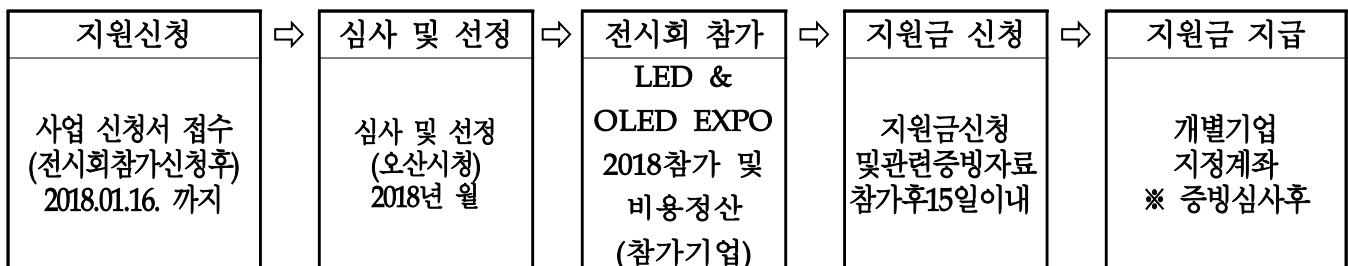 지원신청 ⇨ 심사 및 선정 ⇨ 전시회 참가 ⇨ 지원금 신청 ⇨ 지원금 지급
사업 신청서 접수
(전시회참가신청후)
2018.01.16. 까지
심사 및 선정
(오산시청)
2018년 월
LED &
OLED EXPO
2018참가 및
비용정산
(참가기업)
지원금신청
및관련증빙자료
참가후15일이내
개별기업
지정계좌
※ 증빙심사후